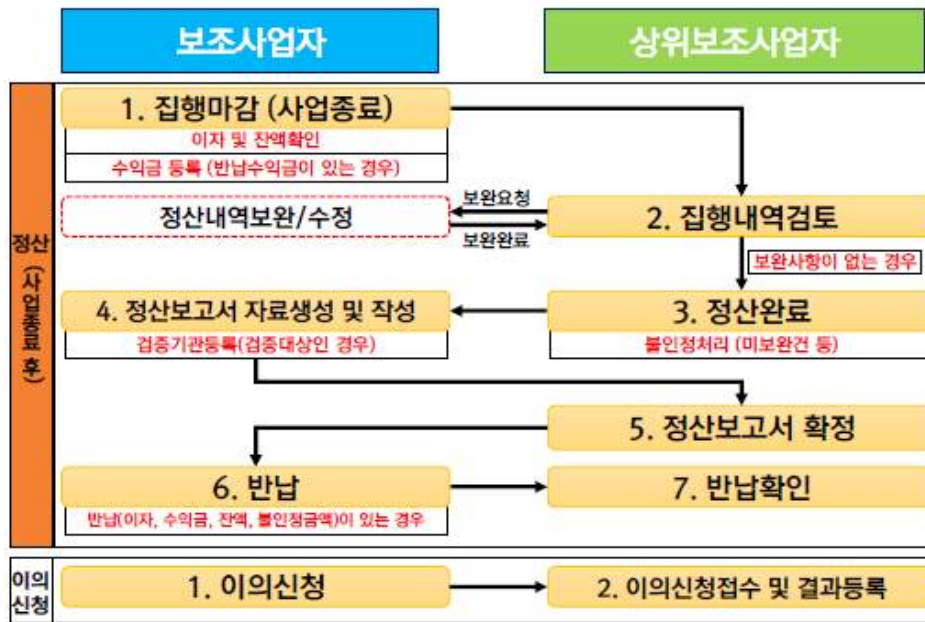 보조사업자
상위보조사업자
정산 (사업종료 후)
1. 집행마감 (사업종료)
이자 및 잔액확인
수익금 등록 (반납수익금이 있는 경우)
보완요청
정산내역보완/수정
보완완료
2. 집행내역검토
보완사항이 없는 경우
4. 정산보고서 자료생성 및 작성
검증기관등록(검증대상인 경우)
3. 정산완료
불인정처리 (미보완건 등)
5. 정산보고서 확정
6. 반납
반납(이자, 수익금, 잔액, 불인정금액)이 있는 경우
7. 반납확인
이의
신청
1. 이의신청
2. 이의신청접수 및 결과등록